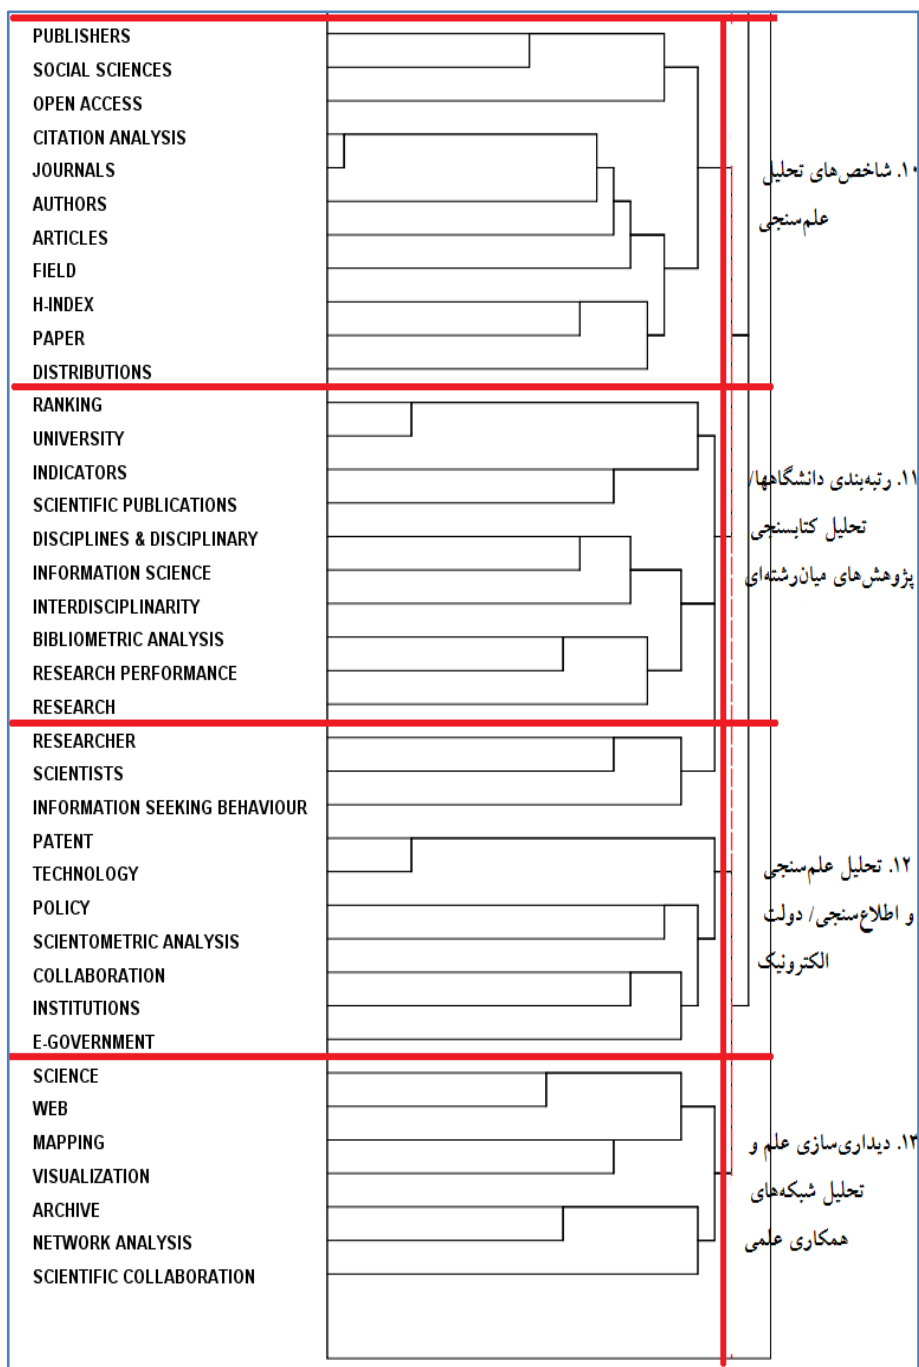 PUBLISHERS
SOCIAL SCIENCES
OPEN ACCESS
CITATION ANALYSIS
JOURNALS
AUTHORS
ARTICLES
FIELD
H-INDEX
PAPER
DISTRIBUTIONS
۱۰. شاخص‌های تحلیل
علم‌سنجی
RANKING
UNIVERSITY
INDICATORS
SCIENTIFIC PUBLICATIONS
DISCIPLINES & DISCIPLINARY
INFORMATION SCIENCE
INTERDISCIPLINARITY
BIBLIOMETRIC ANALYSIS
RESEARCH PERFORMANCE
RESEARCH
۱۱. رتبه‌بندی دانشگاهها/
تحلیل کتابسنجی
پژوهش‌های میان‌رشته‌ای
RESEARCHER
SCIENTISTS
INFORMATION SEEKING BEHAVIOUR
PATENT
TECHNOLOGY
POLICY
SCIENTOMETRIC ANALYSIS
COLLABORATION
INSTITUTIONS
E-GOVERNMENT
۱۲. تحلیل علم‌سنجی
و اطلاع‌سنجی/ دولت
الکترونیک
SCIENCE
WEB
MAPPING
VISUALIZATION
ARCHIVE
NETWORK ANALYSIS
SCIENTIFIC COLLABORATION
۱۳. دیداری‌سازی علم و
تحلیل شبکه‌های
همکاری علمی